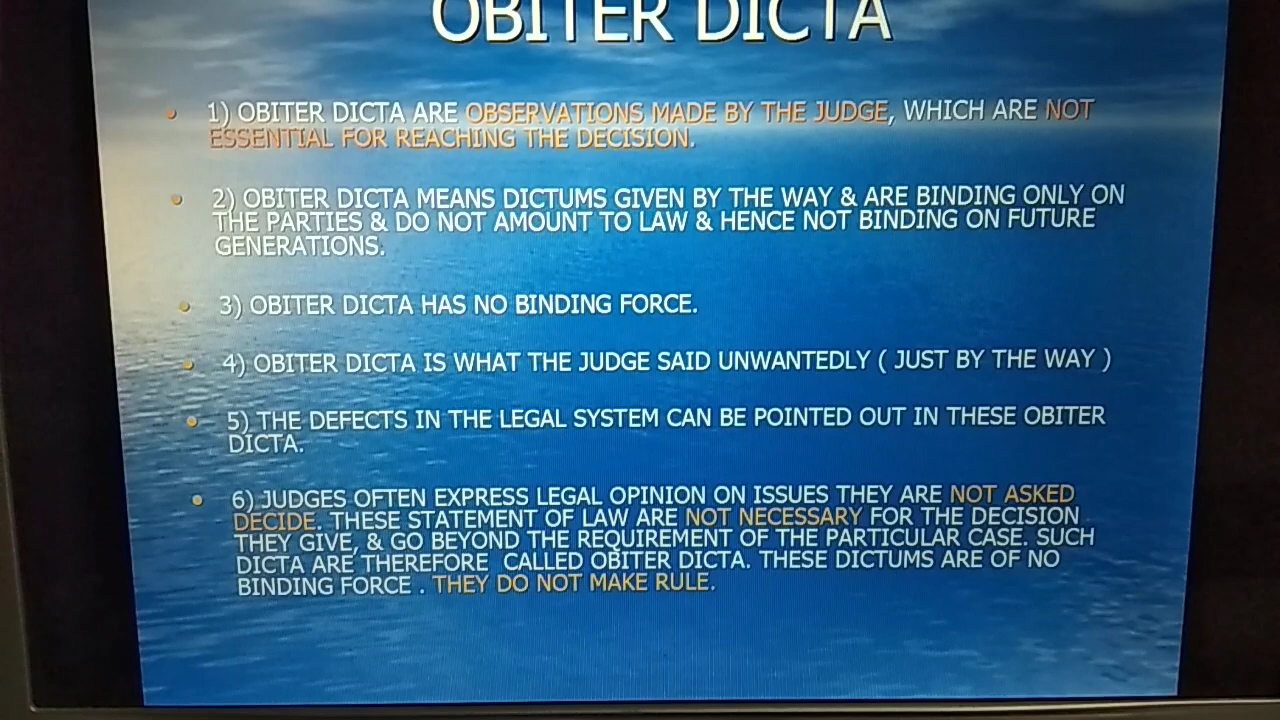 OBITER DICTA
• 1) OBITER DICTA ARE OBSERVATIONS MADE BY THE JUDGE, WHICH ARE NOT
ESSENTIAL FOR REACHING THE DECISION.
• 2) OBITER DICTA MEANS DICTUMS GIVEN BY THE WAY & ARE BINDING ONLY ON
THE PARTIES & DO NOT AMOUNT TO LAW & HENCE NOT BINDING ON FUTURE
GENERATIONS.
• 3) OBITER DICTA HAS NO BINDING FORCE.
• 4) OBITER DICTA IS WHAT THE JUDGE SAID UNWANTEDLY ( JUST BY THE WAY )
• 5) THE DEFECTS IN THE LEGAL SYSTEM CAN BE POINTED OUT IN THESE OBITER
DICTA.
• 6) JUDGES OFTEN EXPRESS LEGAL OPINION ON ISSUES THEY ARE NOT ASKED
DECIDE. THESE STATEMENT OF LAW ARE NOT NECESSARY FOR THE DECISION
THEY GIVE, & GO BEYOND THE REQUIREMENT OF THE PARTICULAR CASE. SUCH
DICTA ARE THEREFORE  CALLED OBITER DICTA. THESE DICTUMS ARE OF NO
BINDING FORCE . THEY DO NOT MAKE RULE.